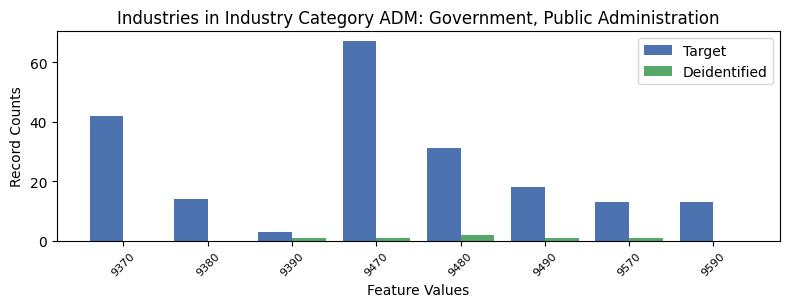 Industries in Industry Category ADM: Government, Public Administration
Target
Deidentified
Record Counts
60
40
20
0
9370 9380 9390 9470 9480 9490 9570 9590
Feature Values